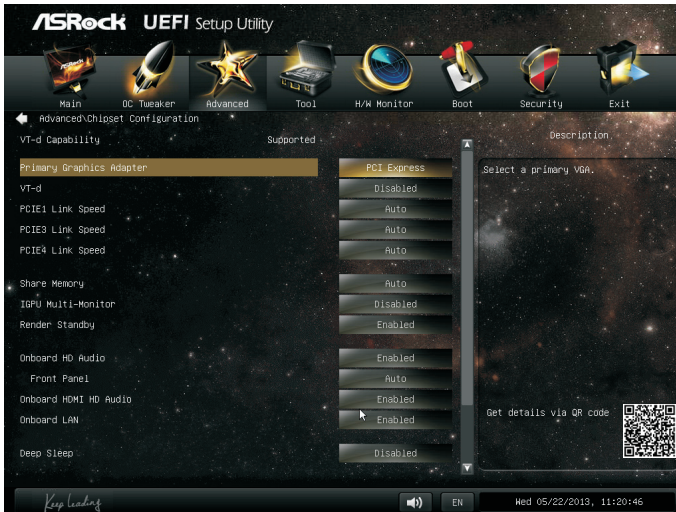 ASRock UEFI Setup Utility
Main OC Tweaker Advanced Tool H/W Monitor Boot Security Exit
Advanced\Chipset Configuration
Description
VT-d Capability Supported
Primary Graphics Adapter PCI Express
Select a primary VGA.
VT-d Disabled
PCIE1 Link Speed Auto
PCIE3 Link Speed Auto
PCIE4 Link Speed Auto
Share Memory Auto
IGPU Multi-Monitor Disabled
Render Standby Enabled
Onboard HD Audio Enabled
Front Panel Auto
Onboard HDMI HD Audio Enabled
Onboard LAN Enabled
Get details via QR code
Deep Sleep Disabled
Keep Leading
EN
Wed 05/22/2013, 11:20:46